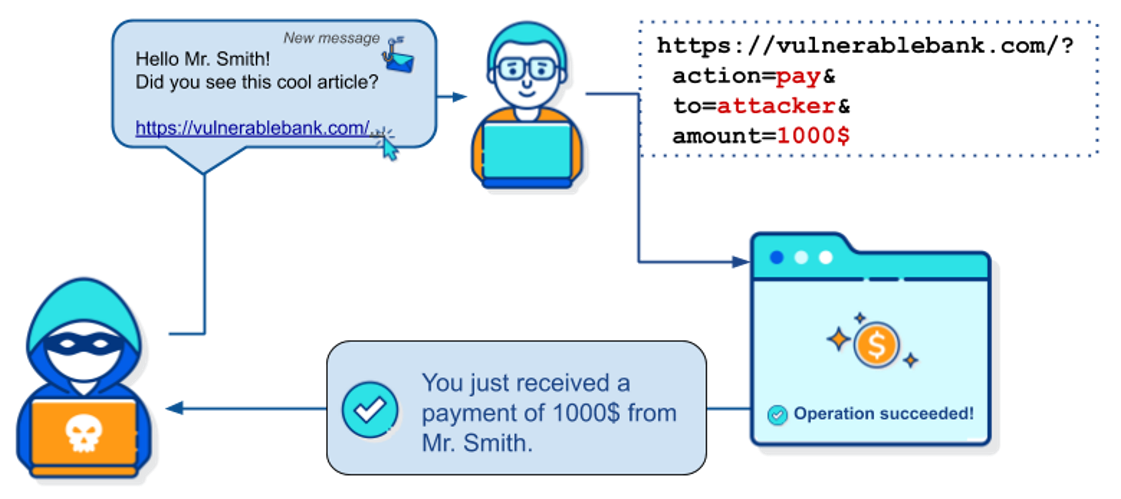 New message
Hello Mr. Smith!
Did you see this cool article?
https://vulnerablebank.com/...
https://vulnerablebank.com/?
action=pay&
to=attacker&
amount=1000$
$
Operation succeeded!
You just received a
payment of 1000$ from
Mr. Smith.